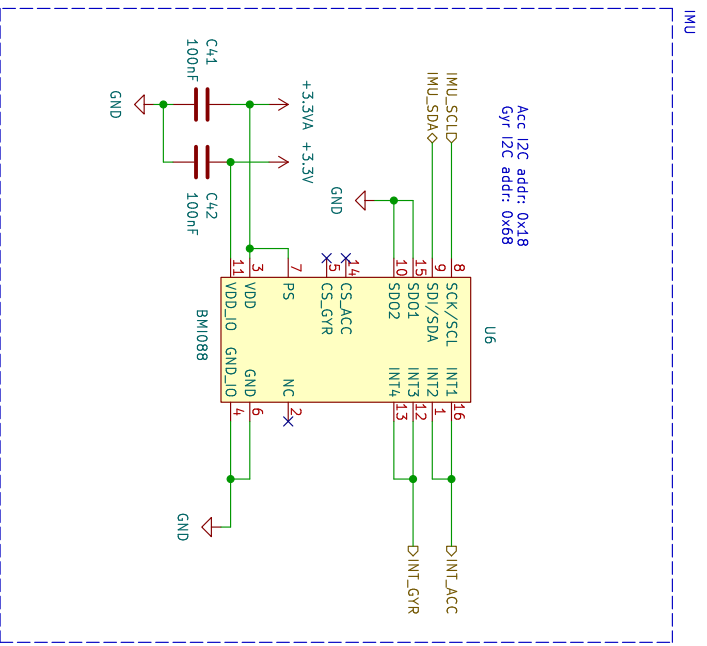 IMU
Acc I2C addr: 0x18
Gyr I2C addr: 0x68
IMU_SCL
IMU_SDA
GND
+3.3VA
+3.3V
C41
100nF
C42
100nF
GND
U6
8
SCK/SCL
9
SDI/SDA
15
SDO1
10
SDO2
14
CS_ACC
5
CS_GYR
7
PS
3
VDD
11
VDD_IO
INT1
16
INT2
1
INT3
12
INT4
13
NC
2
GND
6
GND_IO
4
BMI088
INT_ACC
INT_GYR
GND